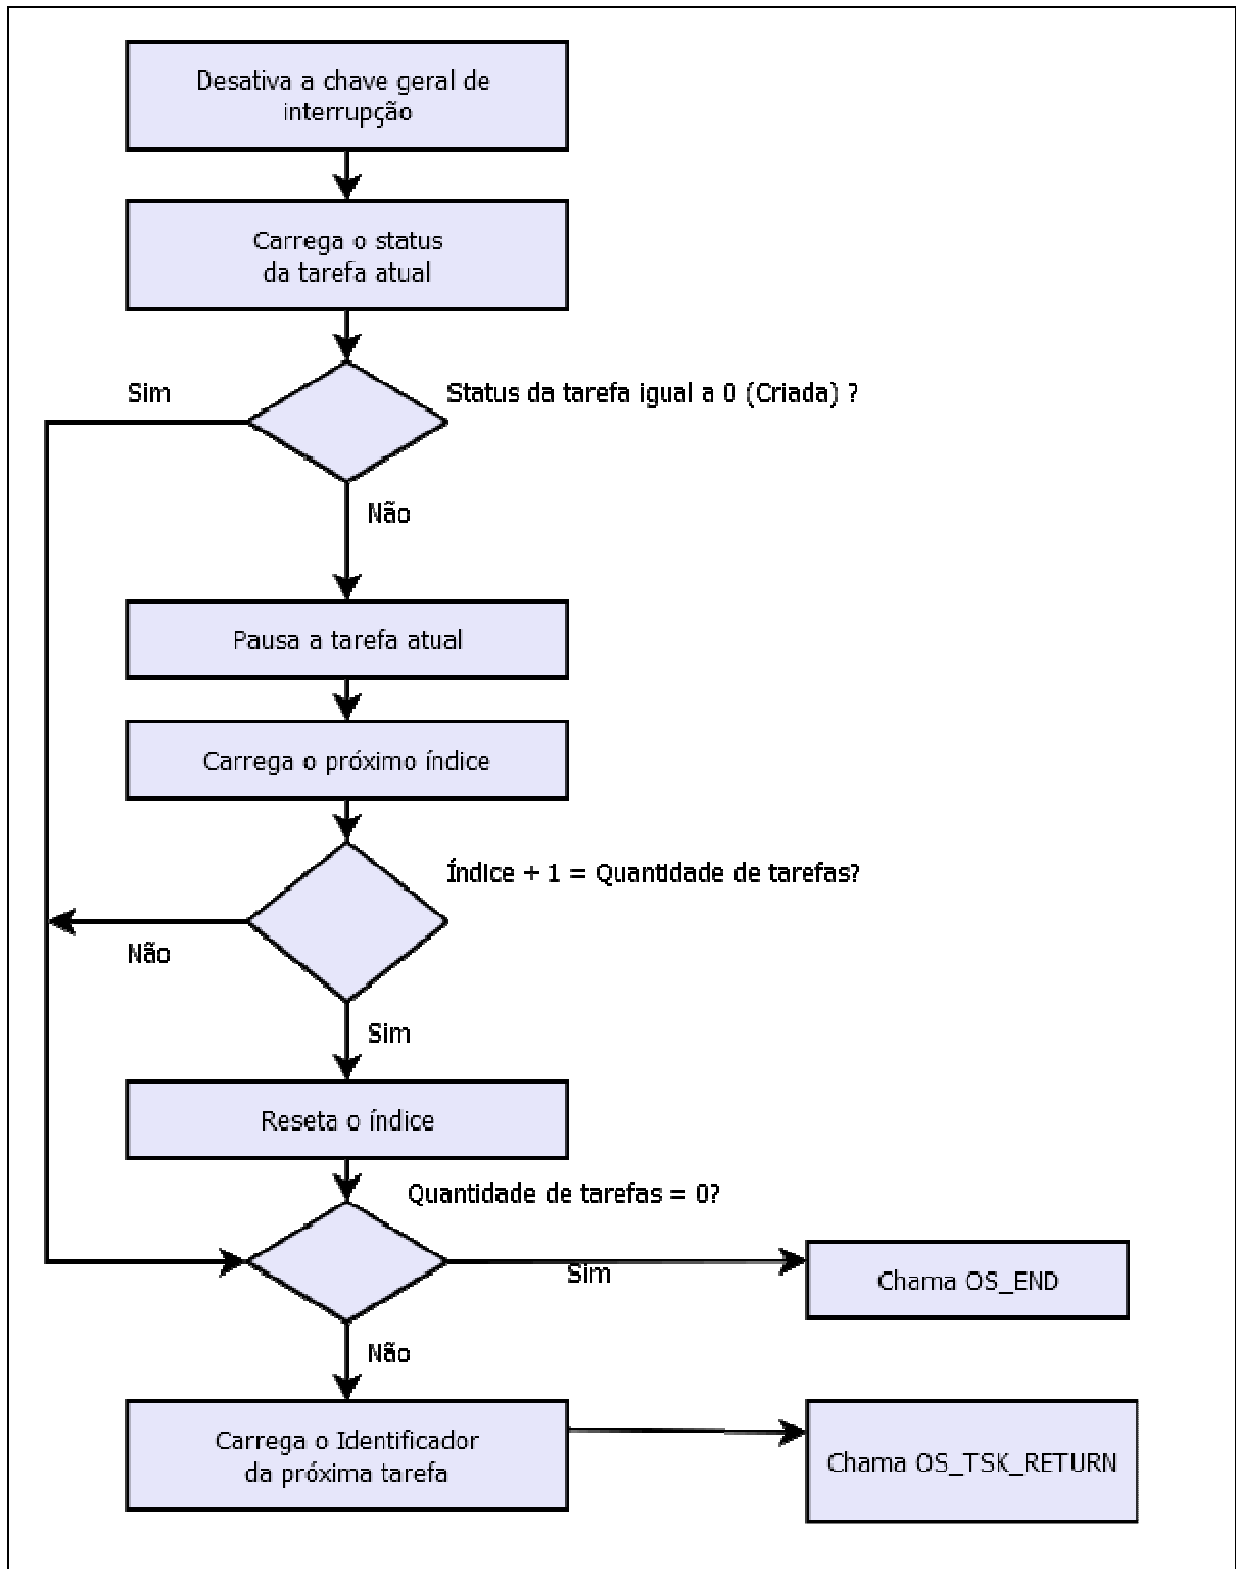 Desativa a chave geral de
interrupção
Carrega o status
da tarefa atual
Sim
Status da tarefa igual a 0 (Criada) ?
Não
Pausa a tarefa atual
Carrega o próximo índice
Índice + 1 = Quantidade de tarefas?
Não
Sim
Reseta o índice
Quantidade de tarefas = 0?
Sim
Chama OS_END
Não
Carrega o Identificador
da próxima tarefa
Chama OS_TSK_RETURN